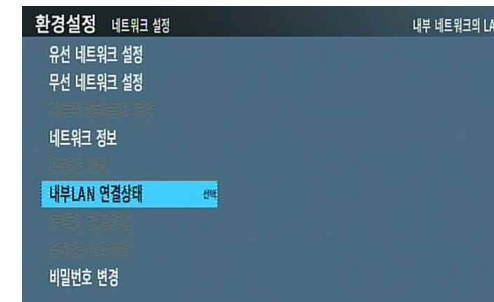 환경설정 네트워크 설정 내부 네트워크의 LA
유선 네트워크 설정
무선 네트워크 설정
네트워크 정보
내부LAN 연결상태 선택
비밀번호 변경